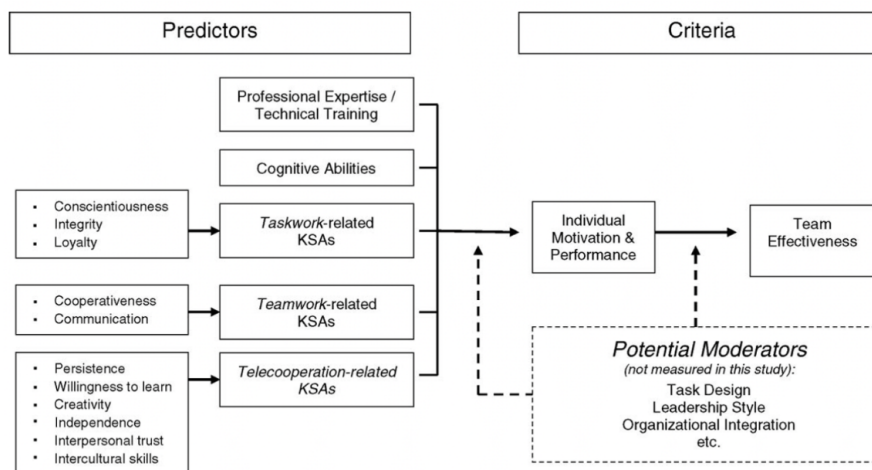 Predictors
Criteria
Professional Expertise /
Technical Training
Cognitive Abilities
▪ Conscientiousness
▪ Integrity
▪ Loyalty
Taskwork-related
KSAs
▪ Cooperativeness
▪ Communication
Teamwork-related
KSAs
▪ Persistence
▪ Willingness to learn
▪ Creativity
▪ Independence
▪ Interpersonal trust
▪ Intercultural skills
Telecooperation-related
KSAs
Individual
Motivation &
Performance
Team
Effectiveness
Potential Moderators
(not measured in this study):
Task Design
Leadership Style
Organizational Integration
etc.